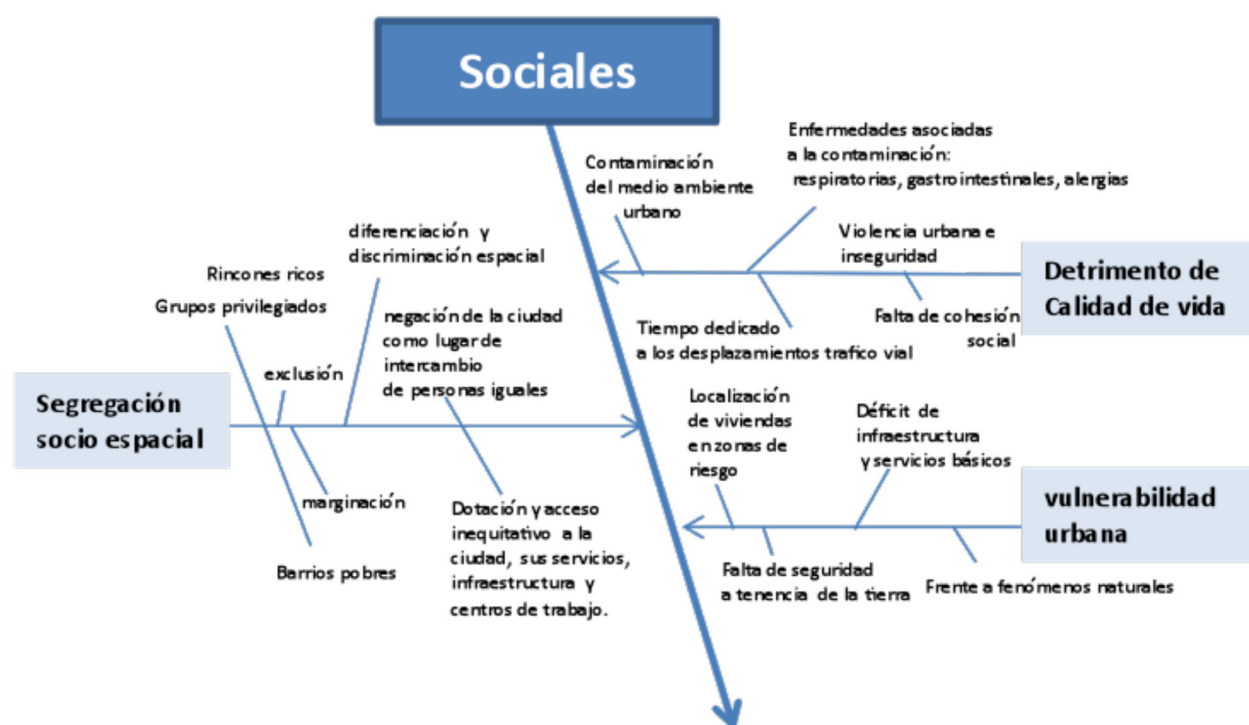 Sociales
Enfermedades asociadas
a la contaminación:
respiratorias, gastrointestinales, alergias
Contaminación
del medio ambiente
urbano
Violencia urbana e
inseguridad
Detrimento de
Calidad de vida
Tiempo dedicado
a los desplazamientos trafico vial
Falta de cohesión
social
diferenciación y
discriminación espacial
Rincones ricos
Grupos privilegiados
negación de la ciudad
como lugar de
intercambio
de personas iguales
exclusión
Segregación
socio espacial
marginación
Barrios pobres
Dotación y acceso
inequitativo a la
ciudad, sus servicios,
infraestructura y
centros de trabajo.
Localización
de viviendas
en zonas de
riesgo
Déficit de
infraestructura
y servicios básicos
vulnerabilidad
urbana
Falta de seguridad
a tenencia de la tierra
Frente a fenómenos naturales